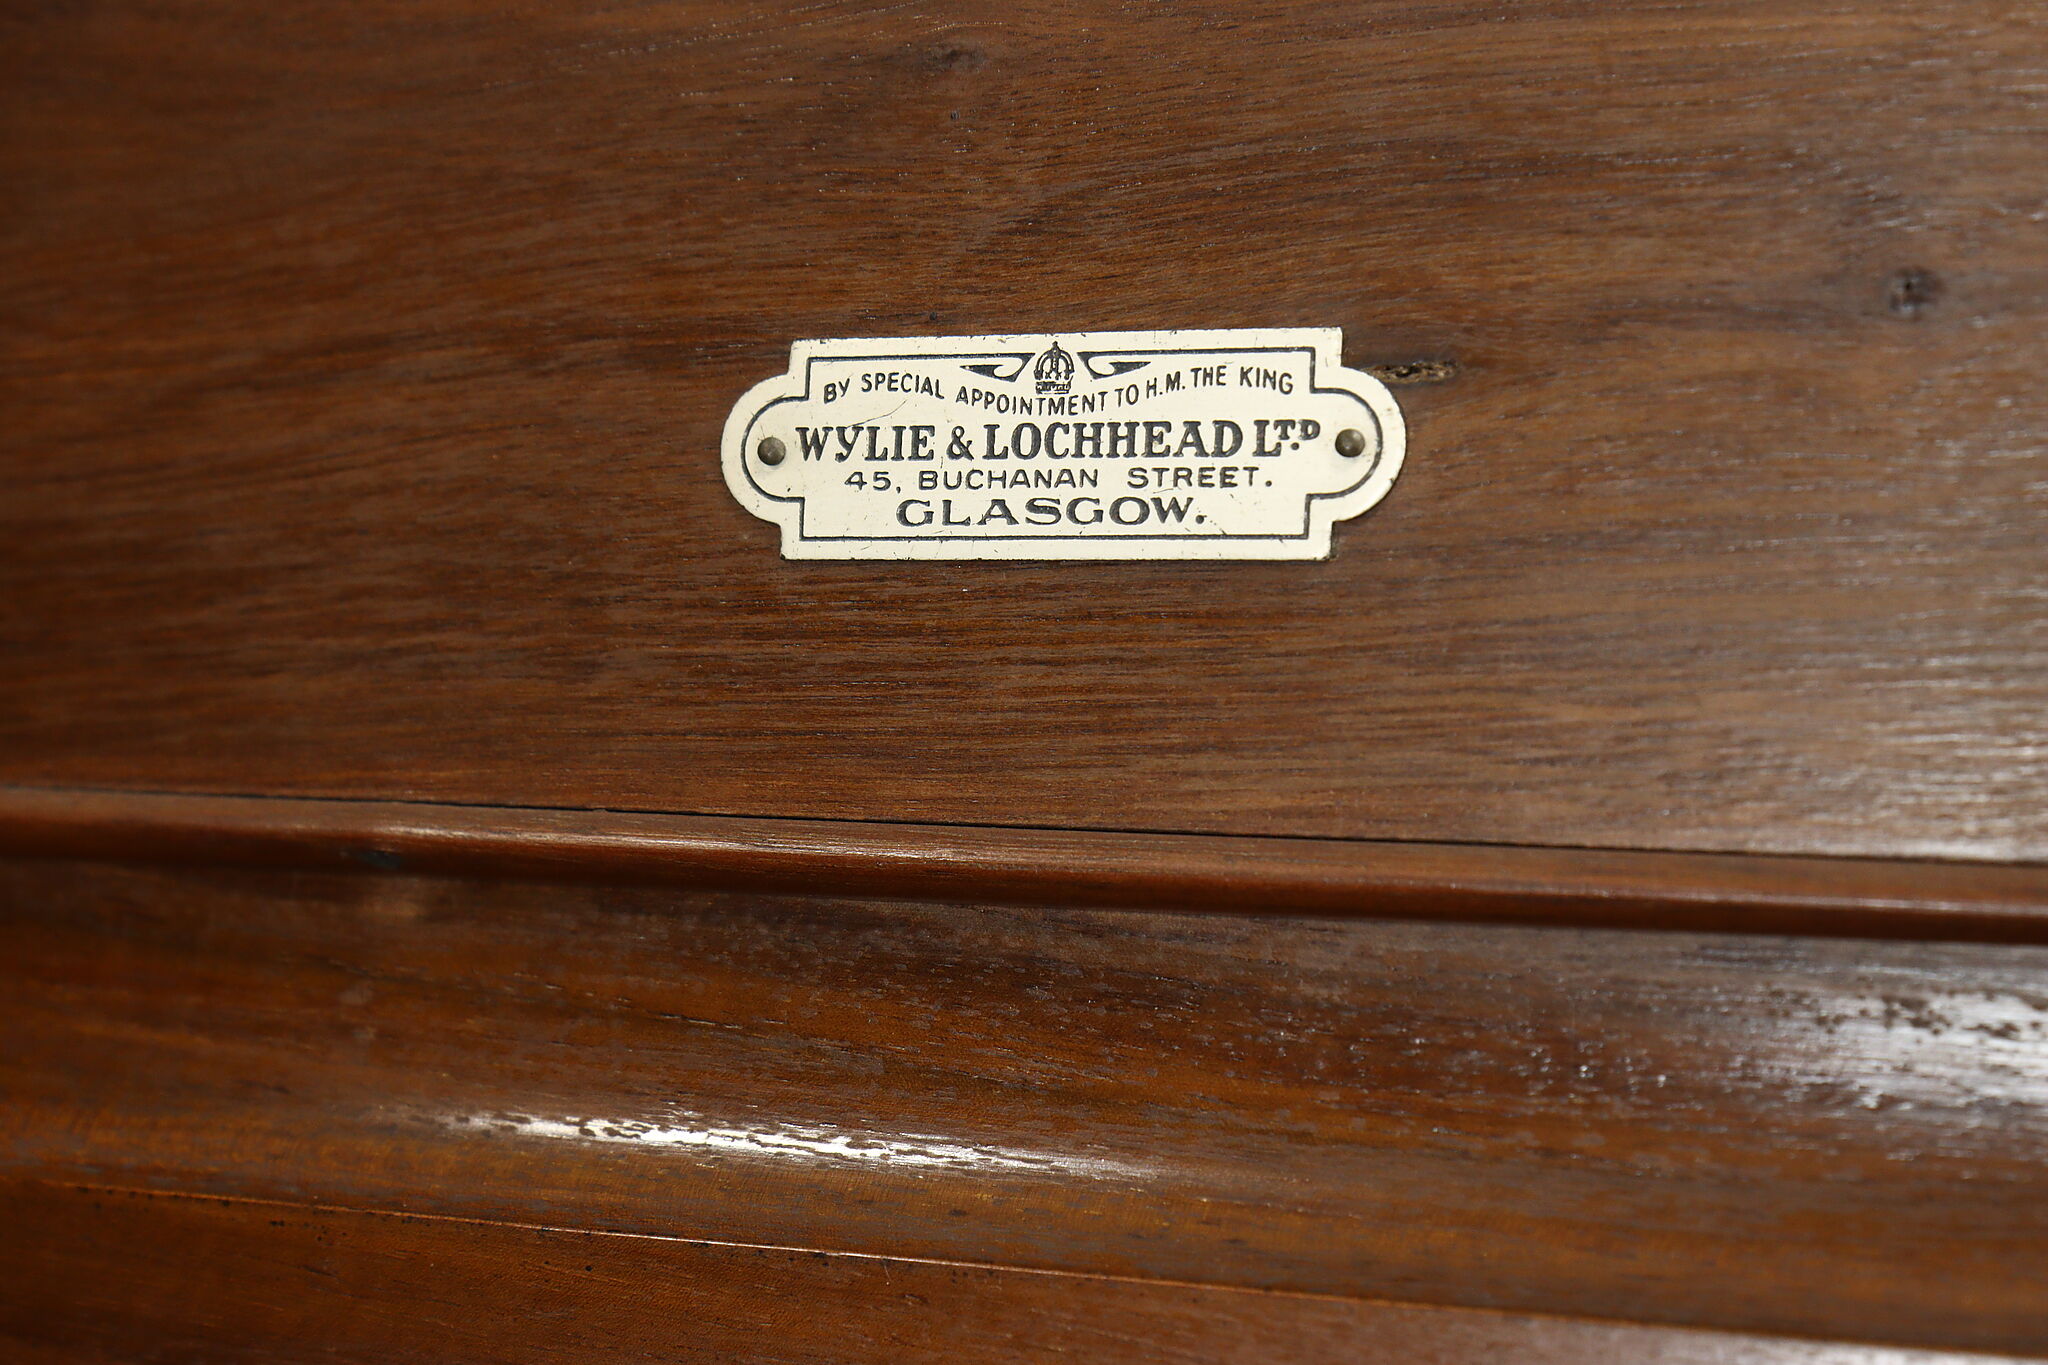 BY SPECIAL APPOINTMENT TO H.M. THE KING
WYLIE & LOCHHEAD LTD
45, BUCHANAN STREET.
GLASGOW.